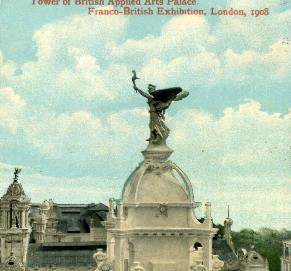 Tower of British Applied Arts Palace.
Franco-British Exhibition, London, 1908